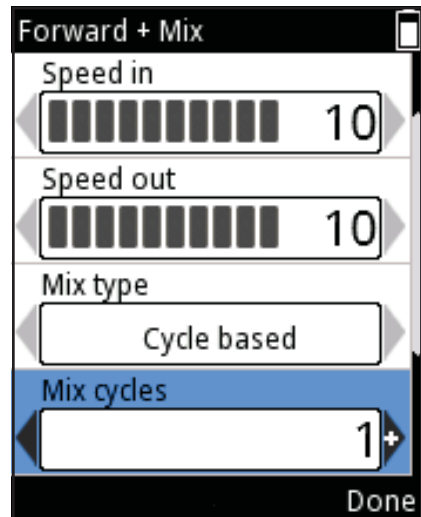 Forward + Mix
Speed in
10
Speed out
10
Mix type
Cycle based
Mix cycles
1+
Done